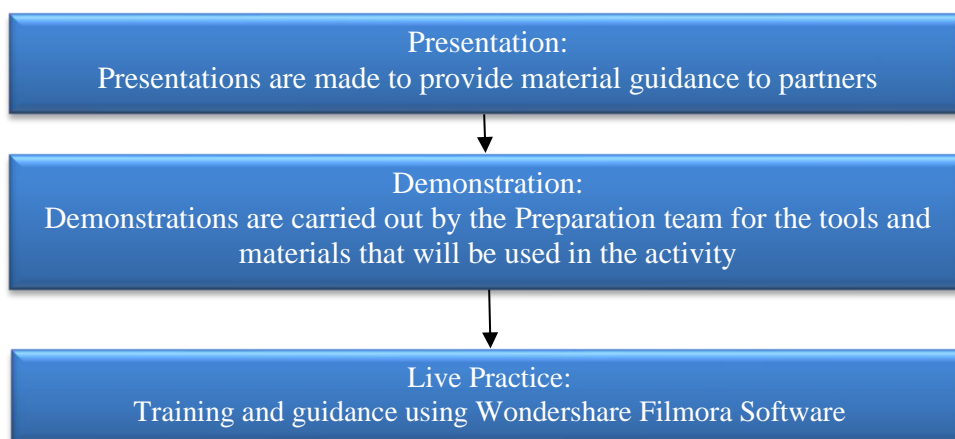 Presentation:
Presentations are made to provide material guidance to partners
Demonstration:
Demonstrations are carried out by the Preparation team for the tools and
materials that will be used in the activity
Live Practice:
Training and guidance using Wondershare Filmora Software